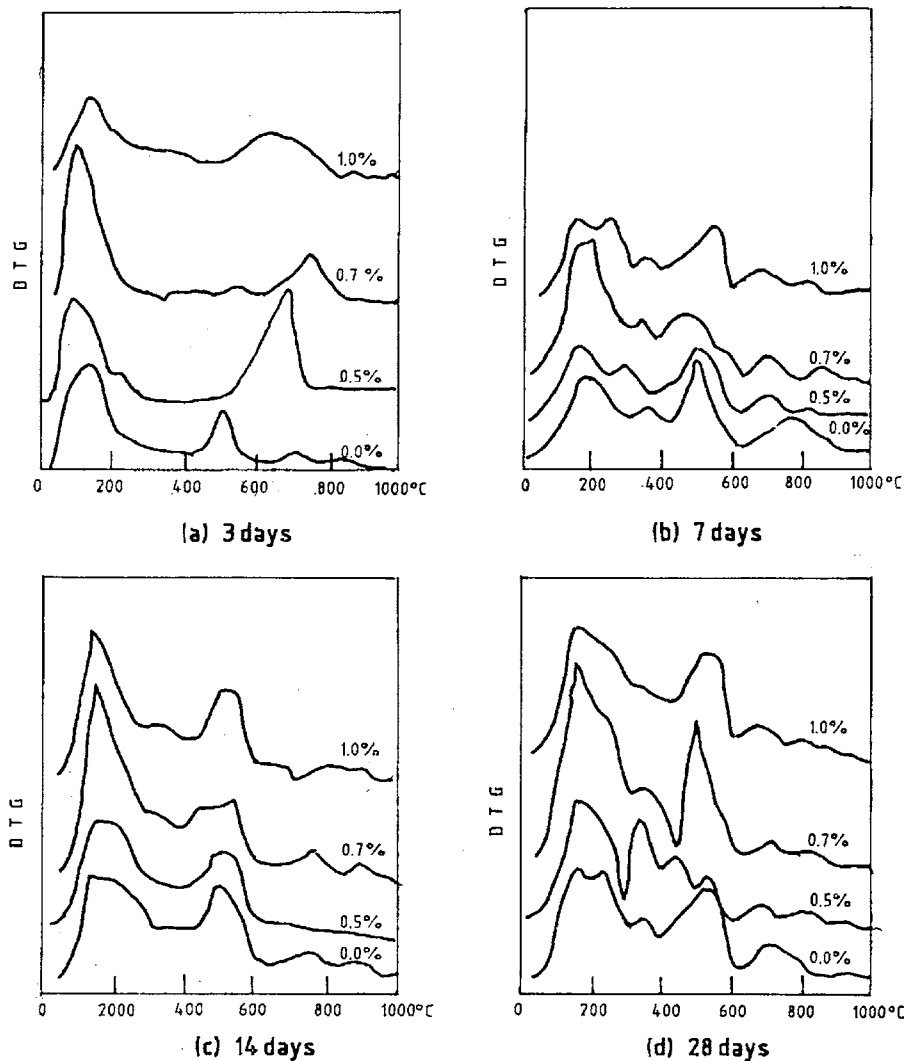 DTG
1.0%
0.7%
0.5%
0.0%
0 200 400 600 .800 1000°C
(a) 3 days
DTG
1.0%
0.7%
0.5%
0.0%
0 200 400 600 800 1000°C
(b) 7 days
DTG
1.0%
0.7%
0.5%
0.0%
0 2000 400 600 800 1000°C
(c) 14 days
DTG
1.0%
0.7%
0.5%
0.0%
0 200 400 600 800 1000°C
(d) 28 days